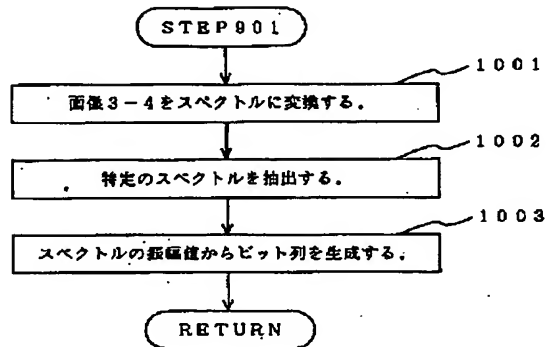 STEP901
1001
画像3-4をスペクトルに変換する。
1002
特定のスペクトルを抽出する。
1003
スペクトルの振幅値からビット列を生成する。
RETURN